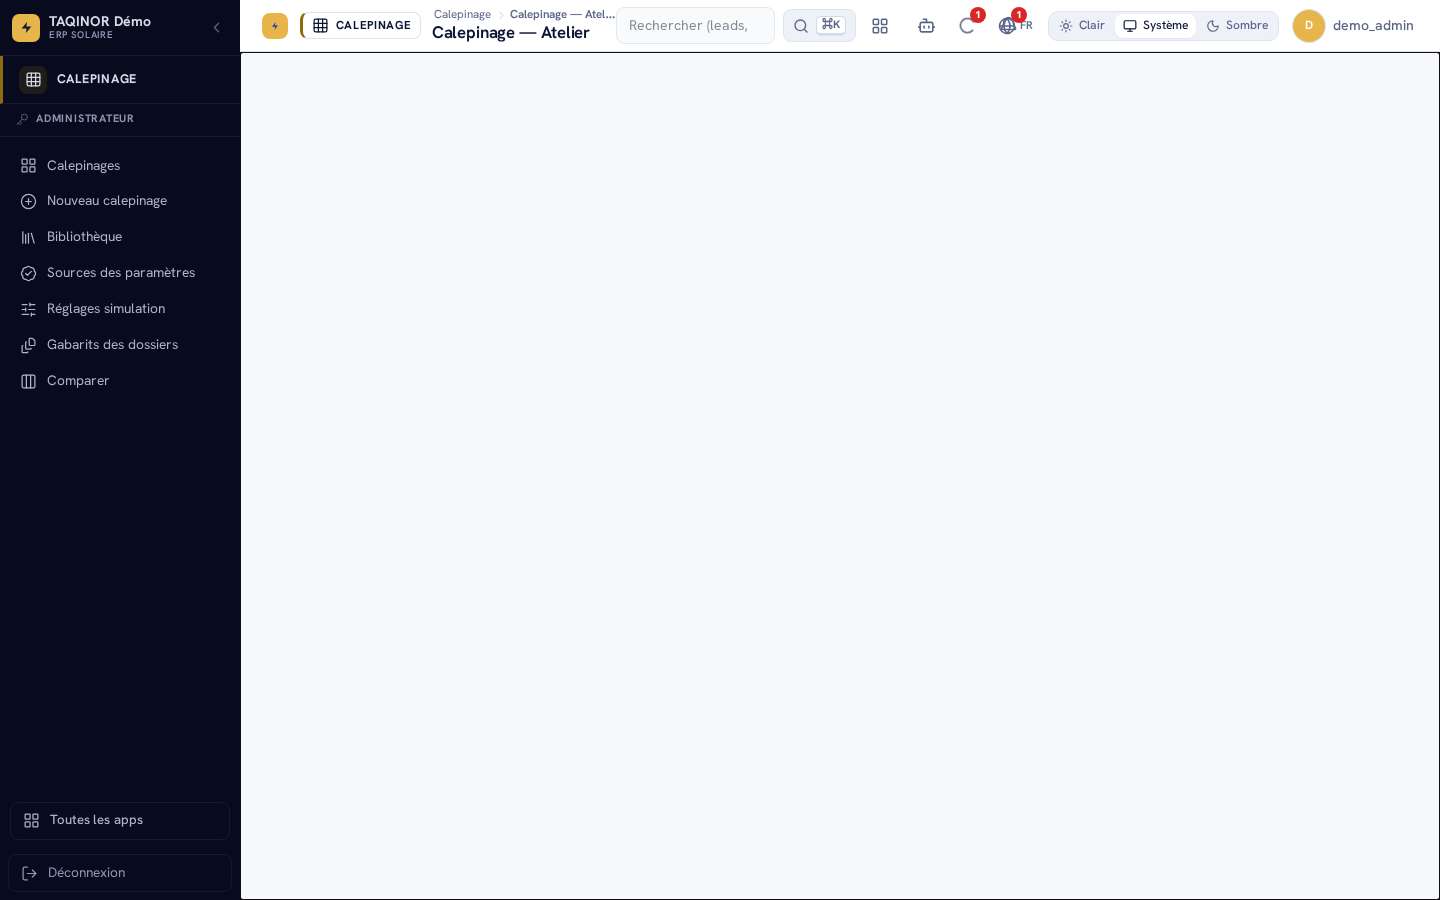 TAQINOR Démo
ERP SOLAIRE
CALEPINAGE
ADMINISTRATEUR
Calepinages
Nouveau calepinage
Bibliothèque
Sources des paramètres
Réglages simulation
Gabarits des dossiers
Comparer
Toutes les apps
Déconnexion
CALEPINAGE
Calepinage > Calepinage — Atel...
Calepinage — Atelier
Rechercher (leads,
⌘K
1
1
FR
Clair
Système
Sombre
D
demo_admin